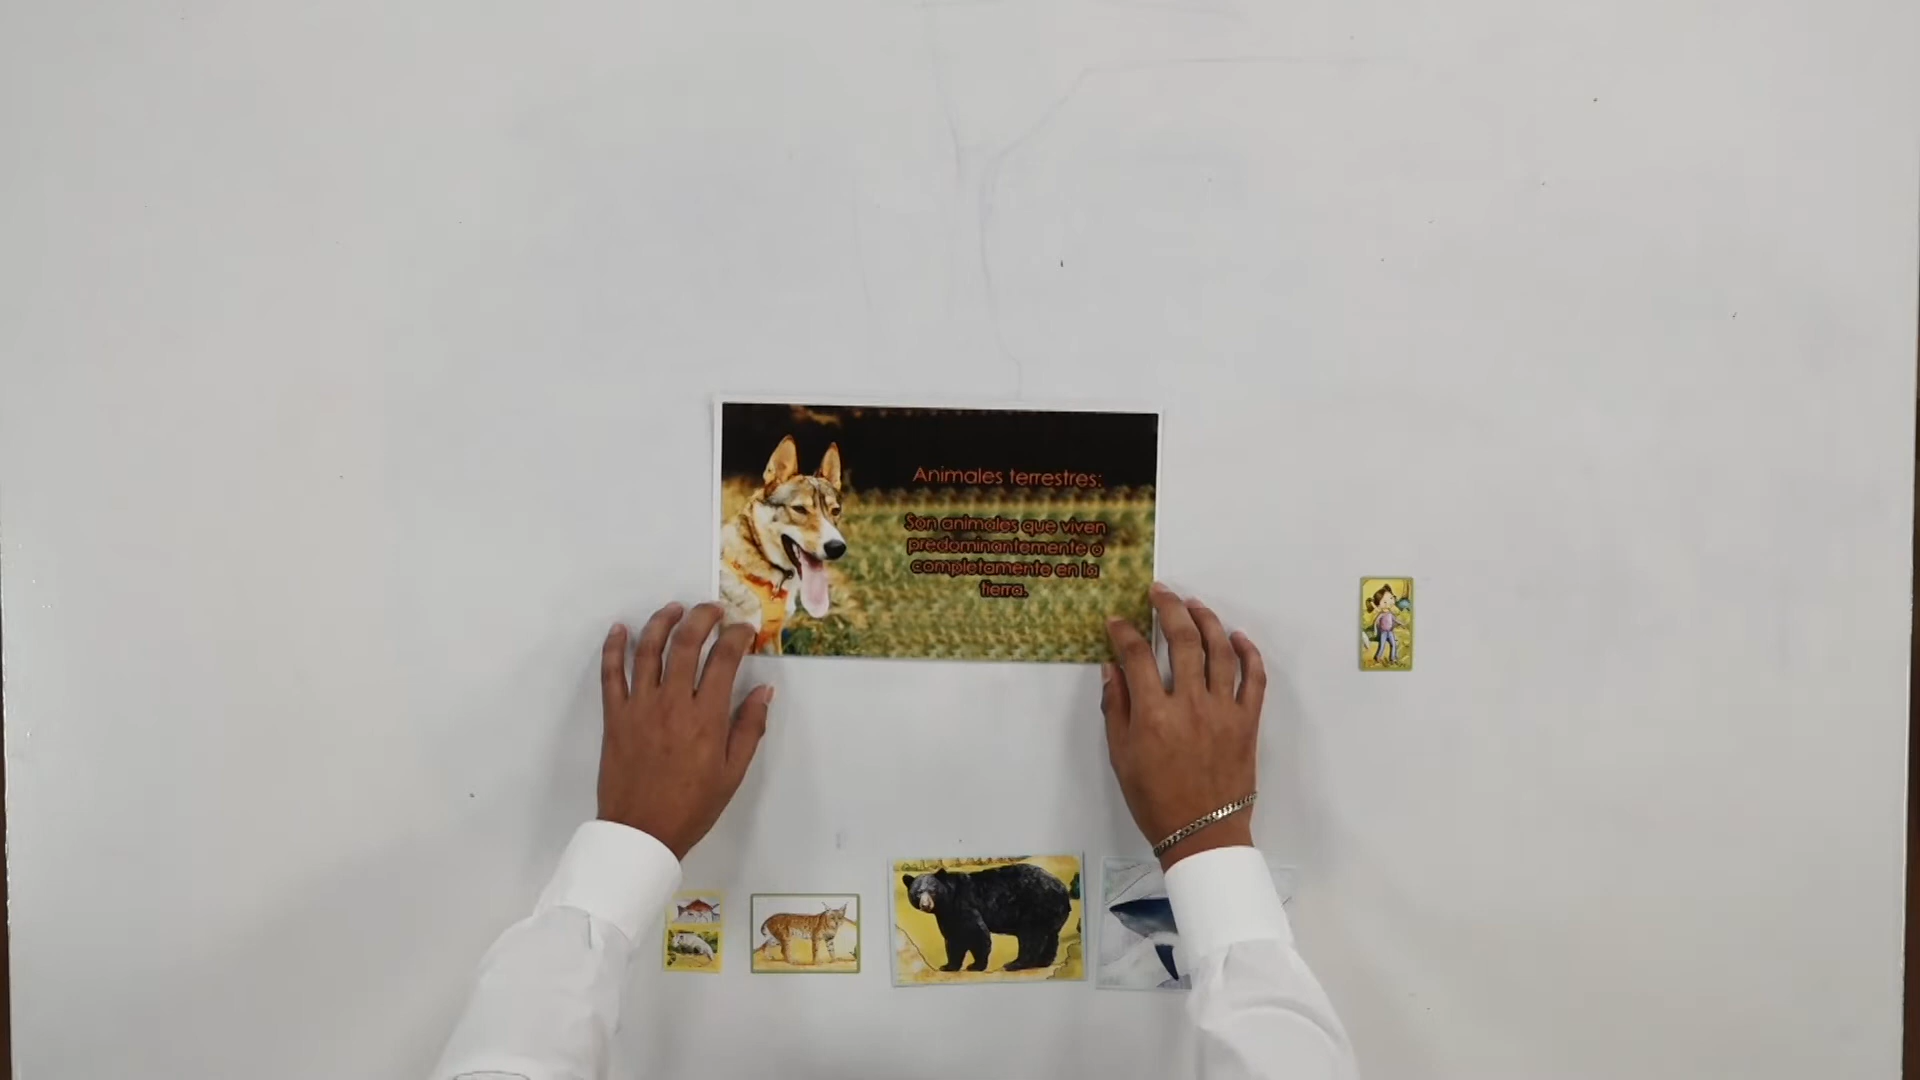 Animales terrestres:
Son animales que viven
predominantemente o
completamente en la
tierra.